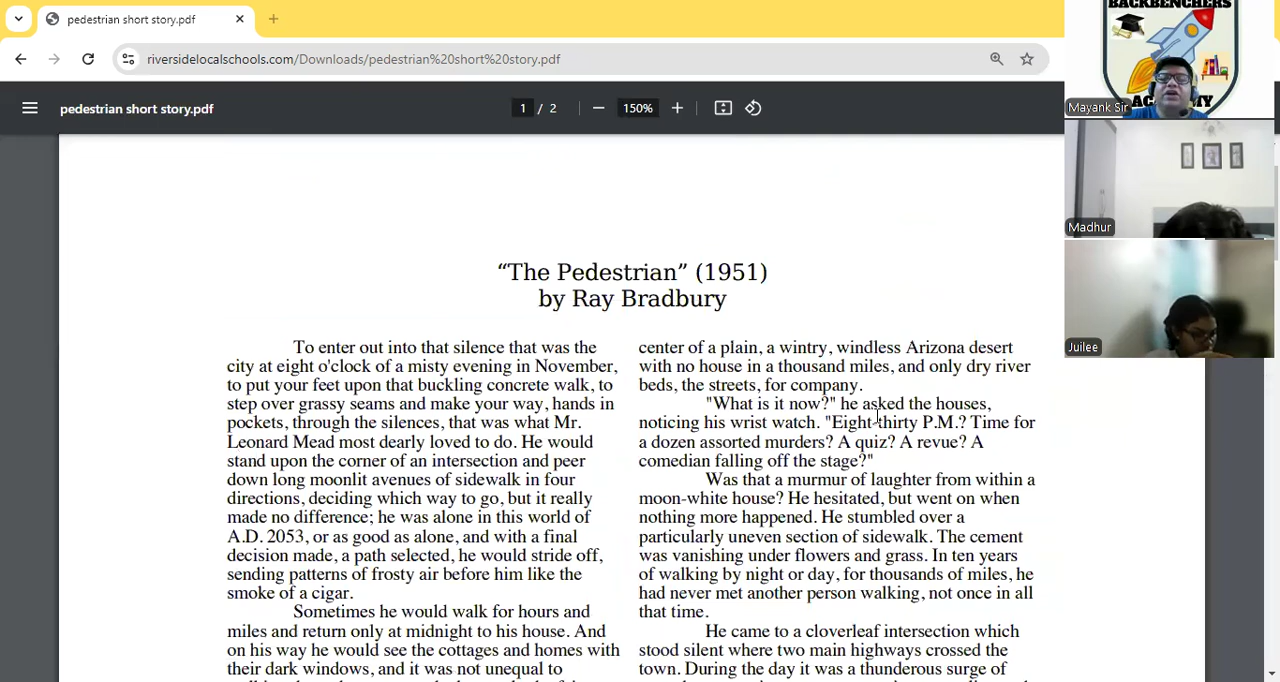 pedestrian short story.pdf
riversidelocalschools.com/Downloads/pedestrian%20short%20story.pdf
pedestrian short story.pdf
1 / 2
150%
BACKBENCHERS
ACADEMY
Mayank Sir
Madhur
Juilee
“The Pedestrian” (1951)
by Ray Bradbury
To enter out into that silence that was the
city at eight o'clock of a misty evening in November,
to put your feet upon that buckling concrete walk, to
step over grassy seams and make your way, hands in
pockets, through the silences, that was what Mr.
Leonard Mead most dearly loved to do. He would
stand upon the corner of an intersection and peer
down long moonlit avenues of sidewalk in four
directions, deciding which way to go, but it really
made no difference; he was alone in this world of
A.D. 2053, or as good as alone, and with a final
decision made, a path selected, he would stride off,
sending patterns of frosty air before him like the
smoke of a cigar.
Sometimes he would walk for hours and
miles and return only at midnight to his house. And
on his way he would see the cottages and homes with
their dark windows, and it was not unequal to
center of a plain, a wintry, windless Arizona desert
with no house in a thousand miles, and only dry river
beds, the streets, for company.
"What is it now?" he asked the houses,
noticing his wrist watch. "Eight-thirty P.M.? Time for
a dozen assorted murders? A quiz? A revue? A
comedian falling off the stage?"
Was that a murmur of laughter from within a
moon-white house? He hesitated, but went on when
nothing more happened. He stumbled over a
particularly uneven section of sidewalk. The cement
was vanishing under flowers and grass. In ten years
of walking by night or day, for thousands of miles, he
had never met another person walking, not once in all
that time.
He came to a cloverleaf intersection which
stood silent where two main highways crossed the
town. During the day it was a thunderous surge of